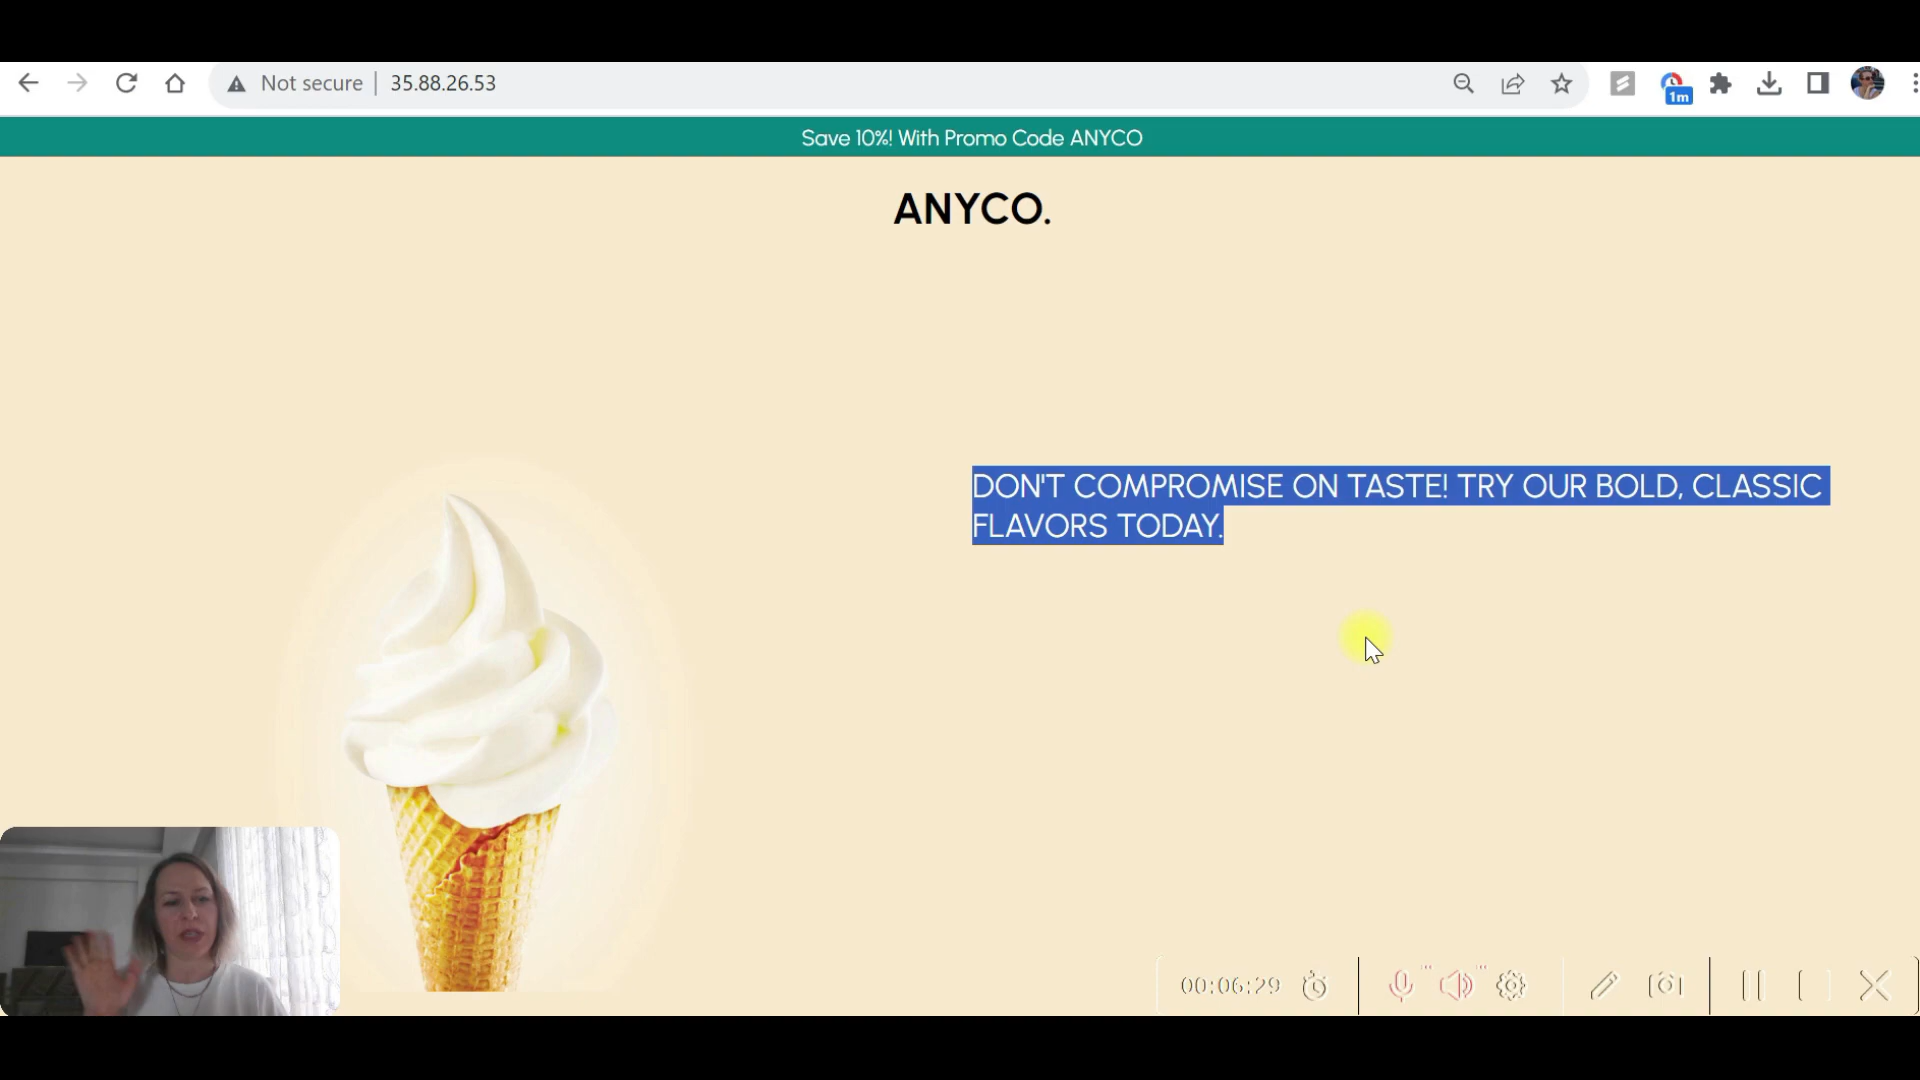 Not secure
35.88.26.53
1m
Save 10%! With Promo Code ANYCO
ANYCO.
DON'T COMPROMISE ON TASTE! TRY OUR BOLD, CLASSIC
FLAVORS TODAY.
00:06:29